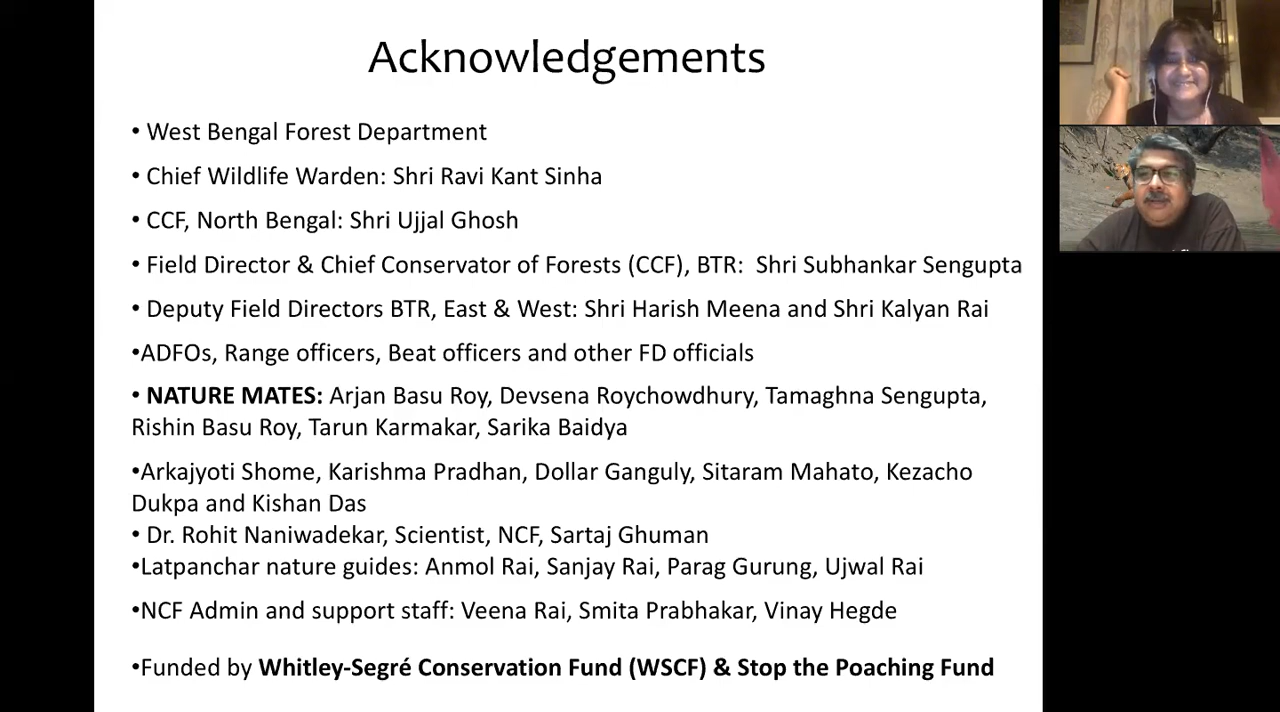 Acknowledgements
• West Bengal Forest Department
• Chief Wildlife Warden: Shri Ravi Kant Sinha
• CCF, North Bengal: Shri Ujjal Ghosh
• Field Director & Chief Conservator of Forests (CCF), BTR: Shri Subhankar Sengupta
• Deputy Field Directors BTR, East & West: Shri Harish Meena and Shri Kalyan Rai
•ADFOs, Range officers, Beat officers and other FD officials
• NATURE MATES: Arjan Basu Roy, Devsena Roychowdhury, Tamaghna Sengupta,
Rishin Basu Roy, Tarun Karmakar, Sarika Baidya
•Arkajyoti Shome, Karishma Pradhan, Dollar Ganguly, Sitaram Mahato, Kezacho
Dukpa and Kishan Das
• Dr. Rohit Naniwadekar, Scientist, NCF, Sartaj Ghuman
•Latpanchar nature guides: Anmol Rai, Sanjay Rai, Parag Gurung, Ujwal Rai
•NCF Admin and support staff: Veena Rai, Smita Prabhakar, Vinay Hegde
•Funded by Whitley-Segré Conservation Fund (WSCF) & Stop the Poaching Fund